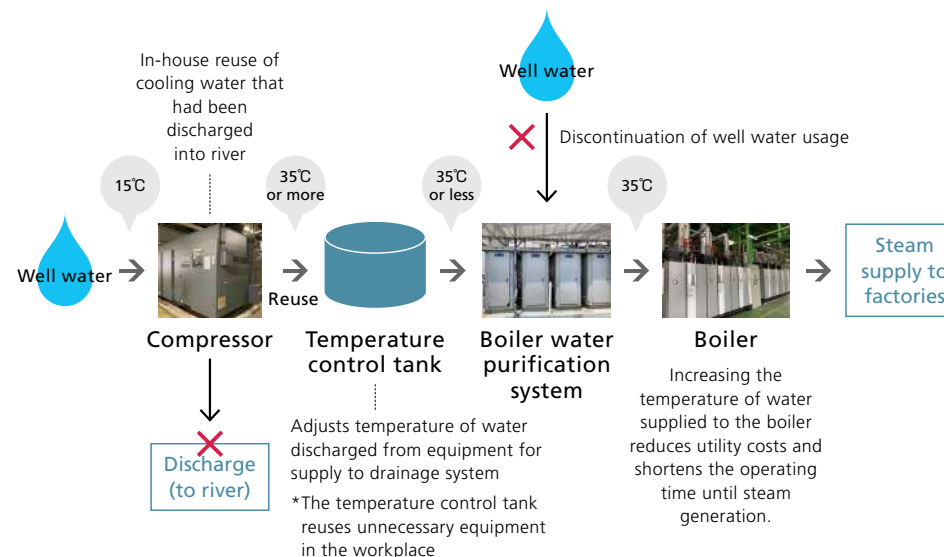 In-house reuse of
cooling water that
had been
discharged
into river
Well water
Discontinuation of well water usage
15℃
35℃
or more
35℃
or less
35℃
Well water
Reuse
Steam
supply to
factories
Compressor
Temperature
control tank
Boiler water
purification
system
Boiler
Discharge
(to river)
Adjusts temperature of water
discharged from equipment for
supply to drainage system
*The temperature control tank
reuses unnecessary equipment
in the workplace
Increasing the
temperature of water
supplied to the boiler
reduces utility costs and
shortens the operating
time until steam
generation.